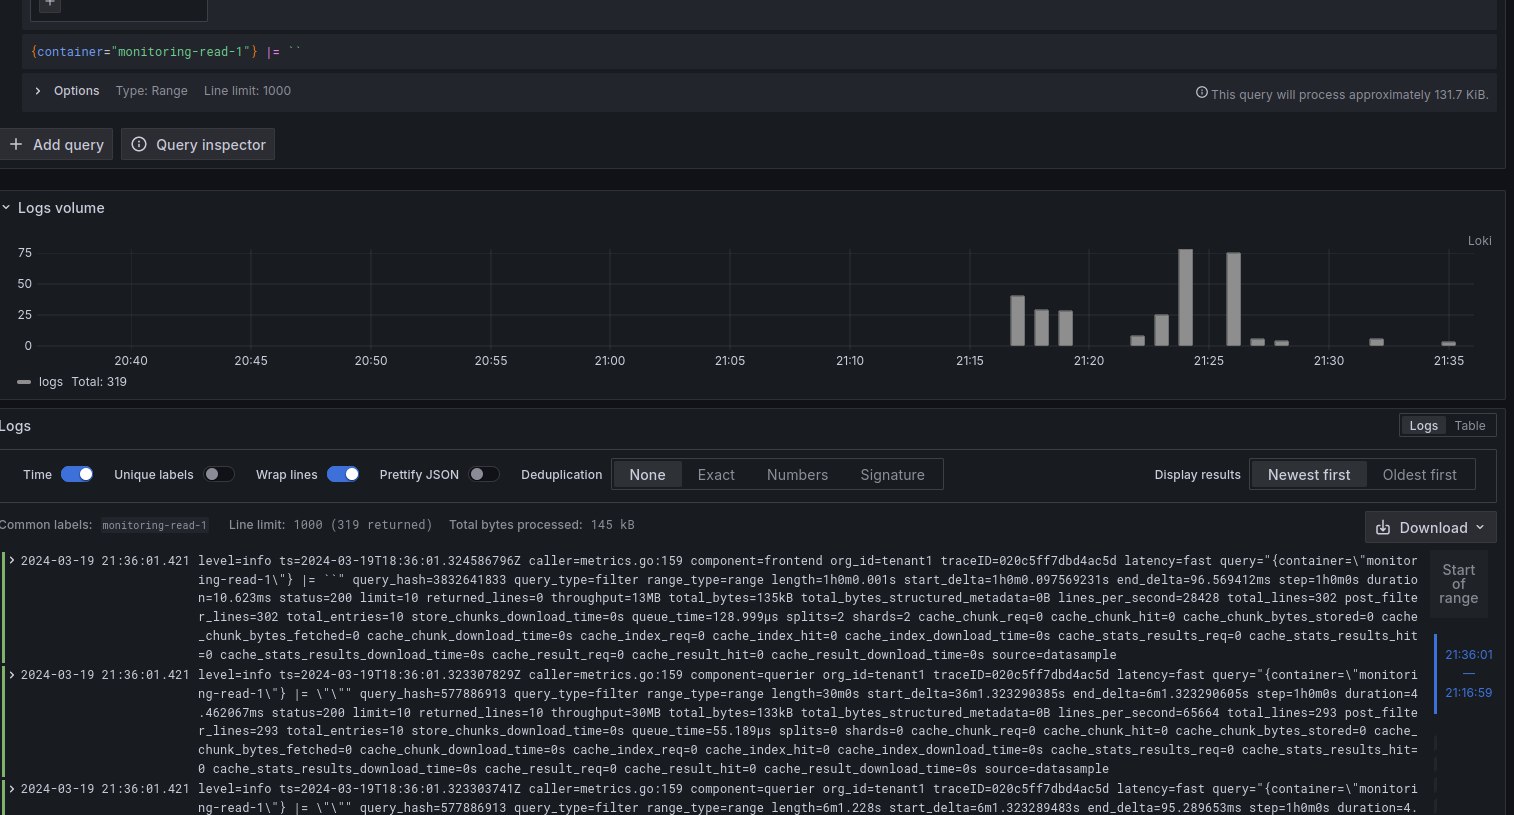 +
{container="monitoring-read-1"} |= ``
Options Type: Range Line limit: 1000
This query will process approximately 131.7 KiB.
+ Add query Query inspector
Logs volume
Loki
75
50
25
0
20:40 20:45 20:50 20:55 21:00 21:05 21:10 21:15 21:20 21:25 21:30 21:35
logs Total: 319
Logs
Logs Table
Time Unique labels Wrap lines Prettify JSON Deduplication None Exact Numbers Signature Display results Newest first Oldest first
Common labels: monitoring-read-1 Line limit: 1000 (319 returned) Total bytes processed: 145 kB
Download
2024-03-19 21:36:01.421 level=info ts=2024-03-19T18:36:01.324586796Z caller=metrics.go:159 component=frontend org_id=tenant1 traceID=020c5ff7dbd4ac5d latency=fast query="{container=\"monitor
ing-read-1\"} |= ``" query_hash=3832641833 query_type=filter range_type=range length=1h0m0.001s start_delta=1h0m0.097569231s end_delta=96.569412ms step=1h0m0s duratio
n=10.623ms status=200 limit=10 returned_lines=0 throughput=13MB total_bytes=135kB total_bytes_structured_metadata=0B lines_per_second=28428 total_lines=302 post_filte
r_lines=302 total_entries=10 store_chunks_download_time=0s queue_time=128.999µs splits=2 shards=2 cache_chunk_req=0 cache_chunk_hit=0 cache_chunk_bytes_stored=0 cache
_chunk_bytes_fetched=0 cache_chunk_download_time=0s cache_index_req=0 cache_index_hit=0 cache_index_download_time=0s cache_stats_results_req=0 cache_stats_results_hit
=0 cache_stats_results_download_time=0s cache_result_req=0 cache_result_hit=0 cache_result_download_time=0s source=datasample
2024-03-19 21:36:01.421 level=info ts=2024-03-19T18:36:01.323307829Z caller=metrics.go:159 component=querier org_id=tenant1 traceID=020c5ff7dbd4ac5d latency=fast query="{container=\"monitori
ng-read-1\"} |= \"\"" query_hash=577886913 query_type=filter range_type=range length=30m0s start_delta=36m1.323290385s end_delta=6m1.323290605s step=1h0m0s duration=4
.462067ms status=200 limit=10 returned_lines=10 throughput=30MB total_bytes=133kB total_bytes_structured_metadata=0B lines_per_second=65664 total_lines=293 post_filte
r_lines=293 total_entries=10 store_chunks_download_time=0s queue_time=55.189µs splits=0 shards=0 cache_chunk_req=0 cache_chunk_hit=0 cache_chunk_bytes_stored=0 cache_
chunk_bytes_fetched=0 cache_chunk_download_time=0s cache_index_req=0 cache_index_hit=0 cache_index_download_time=0s cache_stats_results_req=0 cache_stats_results_hit=
0 cache_stats_results_download_time=0s cache_result_req=0 cache_result_hit=0 cache_result_download_time=0s source=datasample
2024-03-19 21:36:01.421 level=info ts=2024-03-19T18:36:01.323303741Z caller=metrics.go:159 component=querier org_id=tenant1 traceID=020c5ff7dbd4ac5d latency=fast query="{container=\"monitori
ng-read-1\"} |= \"\"" query_hash=577886913 query_type=filter range_type=range length=6m1.228s start_delta=6m1.323289483s end_delta=95.289653ms step=1h0m0s duration=4.
Start
of
range
21:36:01
—
21:16:59